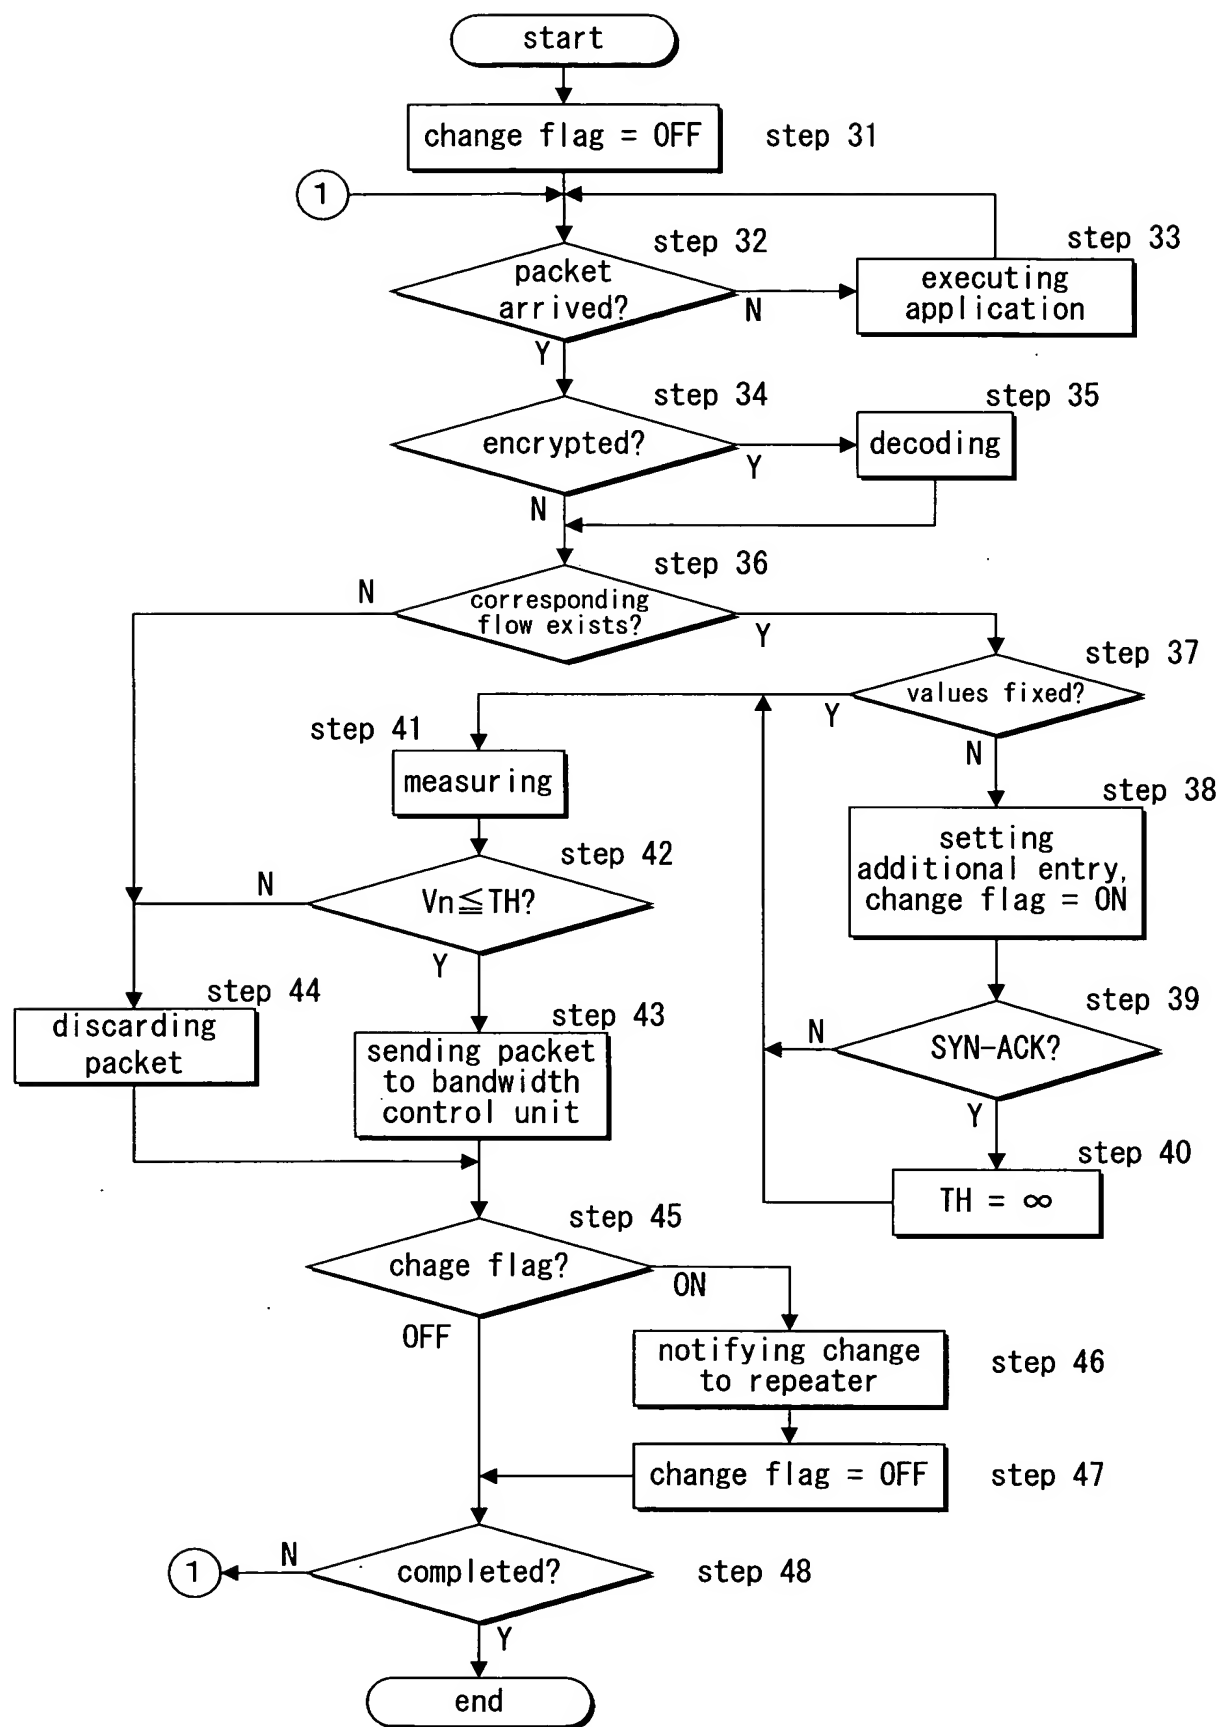 start
change flag = OFF
step 31
1
step 32
packet
arrived?
N
Y
step 33
executing
application
step 34
encrypted?
Y
N
step 35
decoding
step 36
corresponding
flow exists?
N
Y
step 37
values fixed?
Y
N
step 41
measuring
step 38
setting
additional entry,
change flag = ON
step 42
Vn≦TH?
N
Y
step 39
SYN-ACK?
N
Y
step 44
discarding
packet
step 43
sending packet
to bandwidth
control unit
step 40
TH = ∞
step 45
chage flag?
ON
OFF
notifying change
to repeater
step 46
change flag = OFF
step 47
completed?
step 48
N
1
Y
end